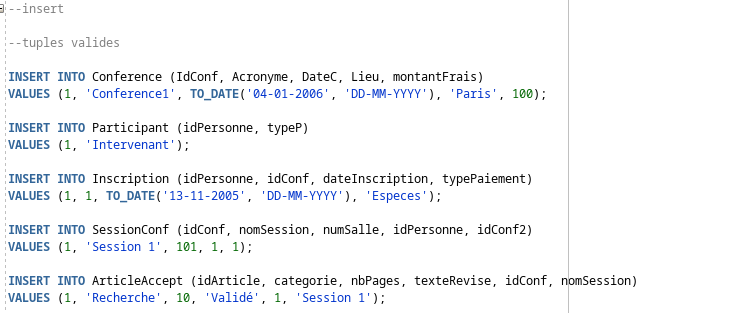 --insert
--tuples valides
INSERT INTO Conference (IdConf, Acronyme, DateC, Lieu, montantFrais)
VALUES (1, 'Conference1', TO_DATE('04-01-2006', 'DD-MM-YYYY'), 'Paris', 100);
INSERT INTO Participant (idPersonne, typeP)
VALUES (1, 'Intervenant');
INSERT INTO Inscription (idPersonne, idConf, dateInscription, typePaiement)
VALUES (1, 1, TO_DATE('13-11-2005', 'DD-MM-YYYY'), 'Especes');
INSERT INTO SessionConf (idConf, nomSession, numSalle, idPersonne, idConf2)
VALUES (1, 'Session 1', 101, 1, 1);
INSERT INTO ArticleAccept (idArticle, categorie, nbPages, texteRevise, idConf, nomSession)
VALUES (1, 'Recherche', 10, 'Validé', 1, 'Session 1');